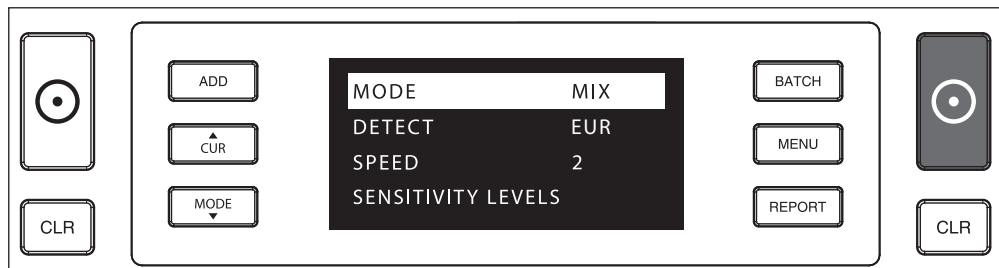 CLR
ADD
CUR
MODE
MODE MIX
DETECT EUR
SPEED 2
SENSITIVITY LEVELS
BATCH
MENU
REPORT
CLR